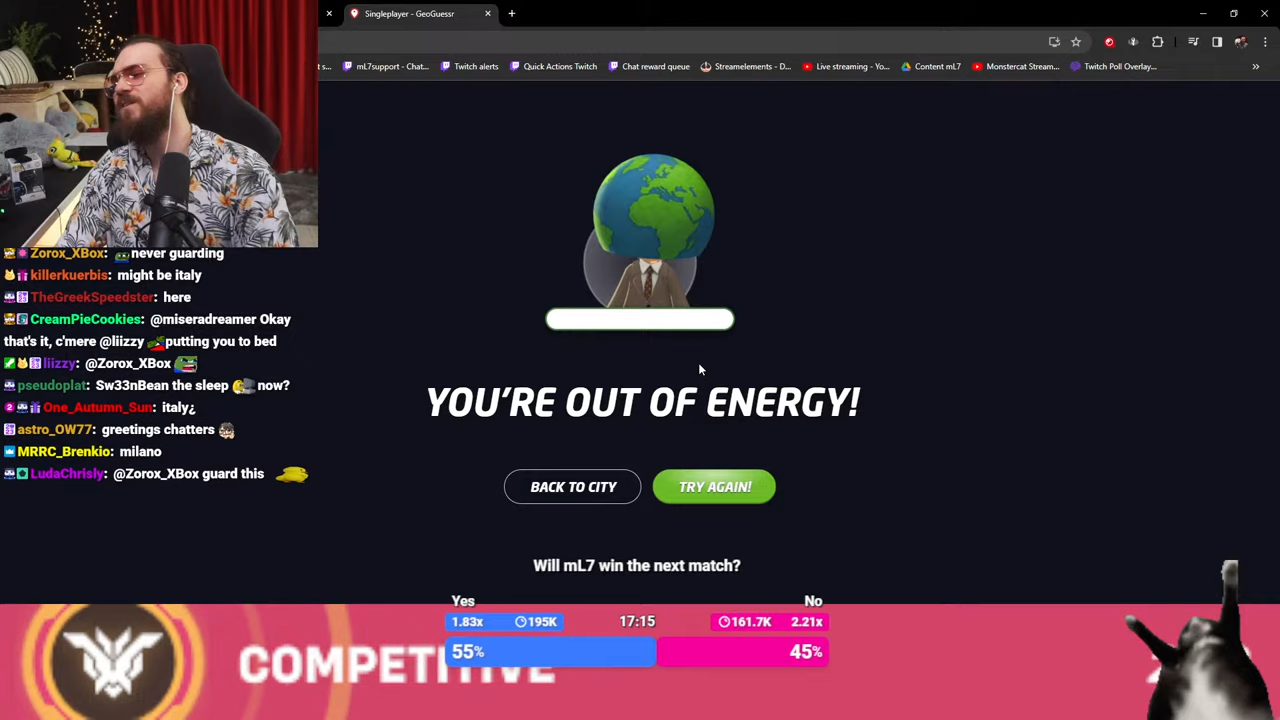 Singleplayer - GeoGuessr
s...
mL7support - Chat...
Twitch alerts
Quick Actions Twitch
Chat reward queue
Streamelements - D...
Live streaming - Yo...
Content mL7
Monstercat Stream...
Twitch Poll Overlay...
Zorox_XBox: never guarding
killerkuerbis: might be italy
TheGreekSpeedster: here
CreamPieCookies: @miseradreamer Okay
that's it, c'mere @liizzy putting you to bed
liizzy: @Zorox_XBox
pseudoplat: Sw33nBean the sleep now?
One_Autumn_Sun: italy¿
astro_OW77: greetings chatters
MRRC_Brenkio: milano
LudaChrisly: @Zorox_XBox guard this
YOU'RE OUT OF ENERGY!
BACK TO CITY
TRY AGAIN!
Will mL7 win the next match?
Yes
No
1.83x 195K
17:15
161.7K 2.21x
55%
45%
COMPETITIVE